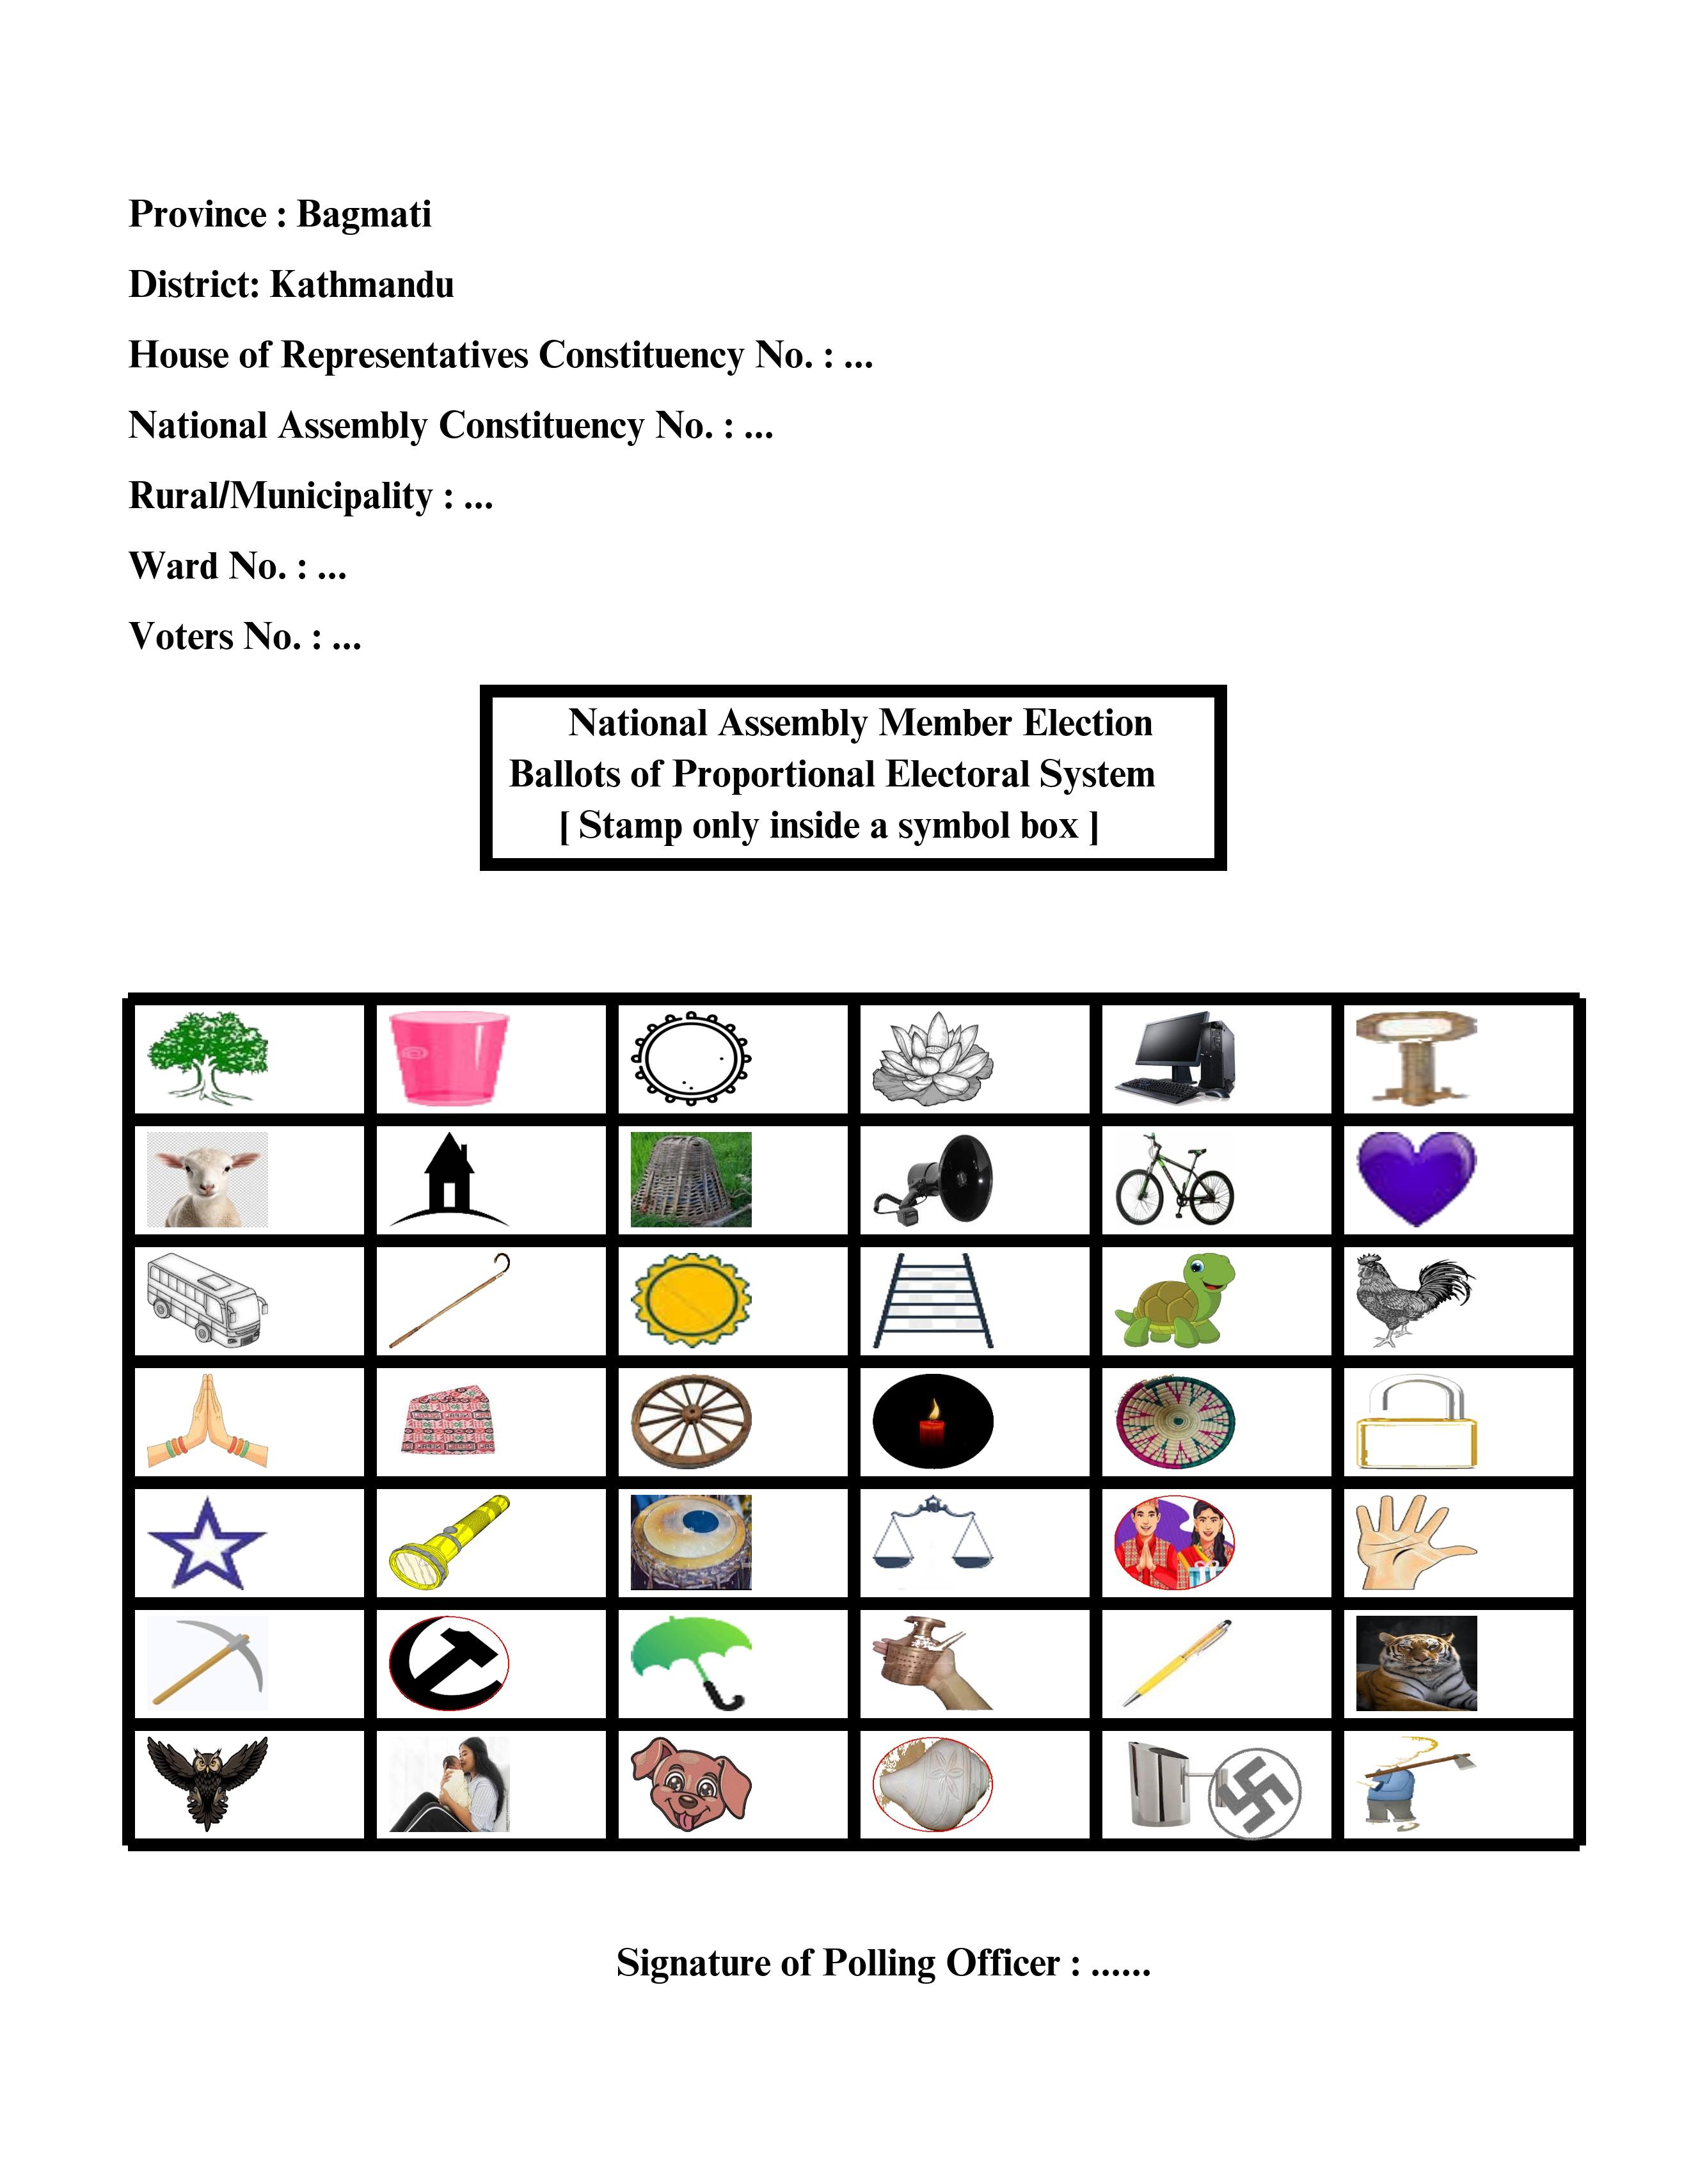 Province : Bagmati
District: Kathmandu
House of Representatives Constituency No. : ...
National Assembly Constituency No. : ...
Rural/Municipality : ...
Ward No. : ...
Voters No. : ...
National Assembly Member Election
Ballots of Proportional Electoral System
[ Stamp only inside a symbol box ]
Signature of Polling Officer : ......